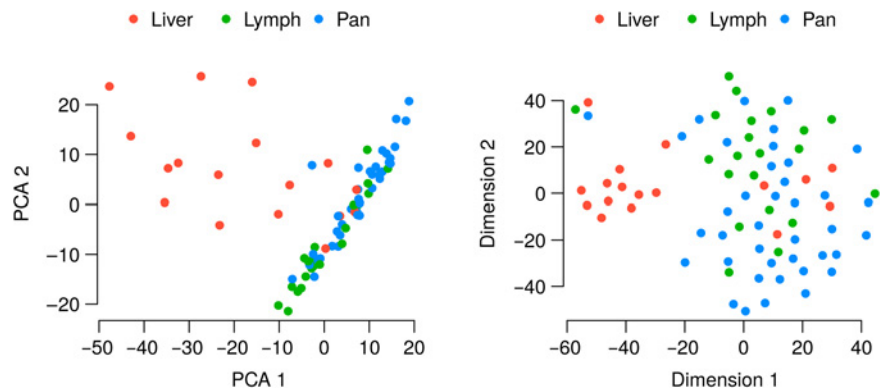 Liver Lymph Pan
20
10
0
−10
−20
PCA 2
−50 −40 −30 −20 −10 0 10 20
PCA 1
Liver Lymph Pan
40
20
0
−20
−40
Dimension 2
−60 −40 −20 0 20 40
Dimension 1